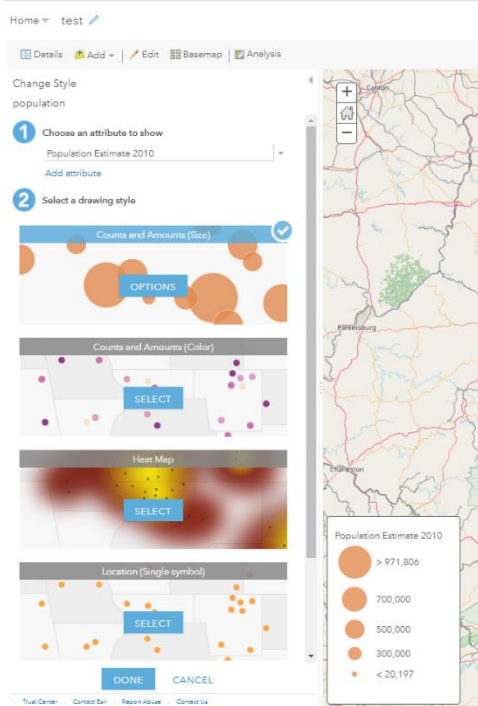 Home test
Details Add Edit Basemap Analysis
Change Style
population
1 Choose an attribute to show
Population Estimate 2010
Add attribute
2 Select a drawing style
Counts and Amounts (Size)
OPTIONS
Counts and Amounts (Color)
SELECT
Heat Map
SELECT
Location (Single symbol)
SELECT
DONE CANCEL
Trust Center Contact Esri Report Abuse Contact Us
+
−
Canton
Parkersburg
Charleston
Population Estimate 2010
> 971,806
700,000
500,000
300,000
< 20,197